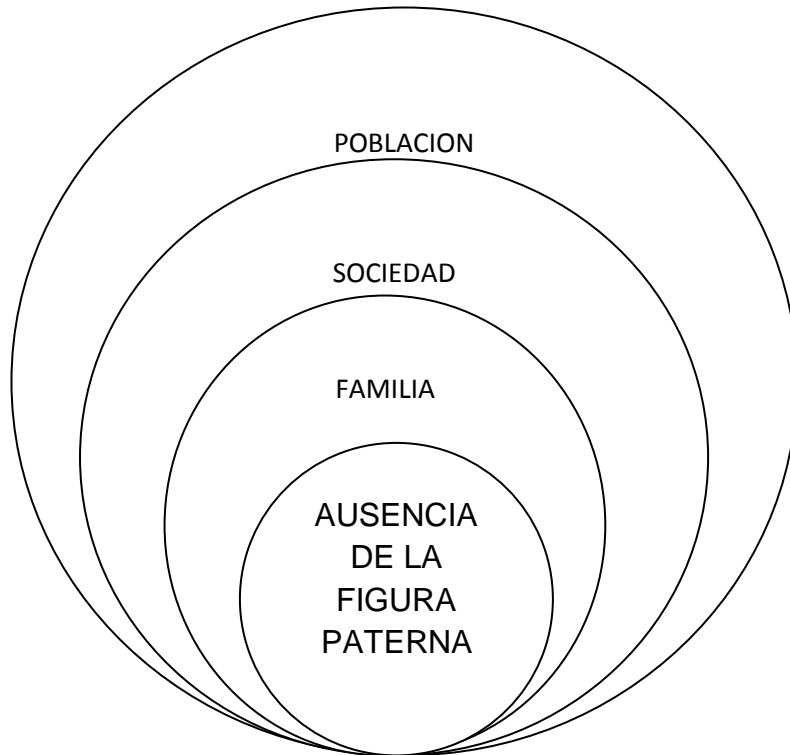 POBLACION
SOCIEDAD
FAMILIA
AUSENCIA
DE LA
FIGURA
PATERNA